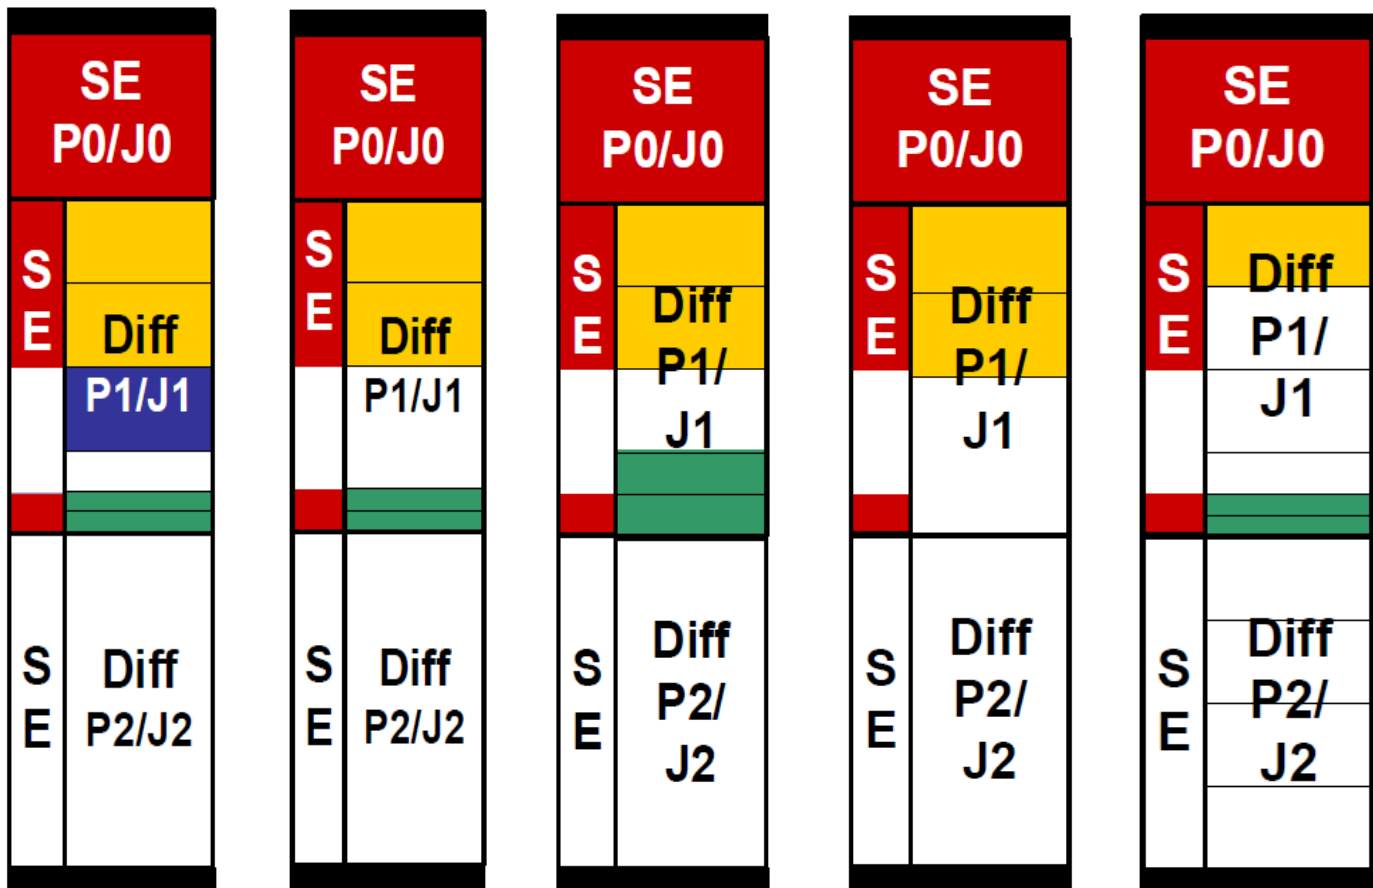 SE
P0/J0
S
E
Diff
P1/J1
S
E
Diff
P2/J2
SE
P0/J0
S
E
Diff
P1/J1
S
E
Diff
P2/J2
SE
P0/J0
S
E
Diff
P1/
J1
S
E
Diff
P2/
J2
SE
P0/J0
S
E
Diff
P1/
J1
S
E
Diff
P2/
J2
SE
P0/J0
S
E
Diff
P1/
J1
S
E
Diff
P2/
J2